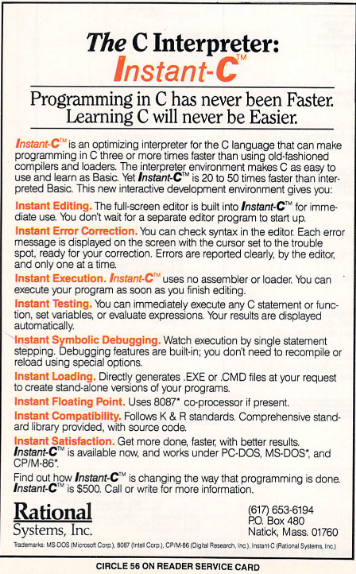 The C Interpreter:
Instant-C™
Programming in C has never been Faster.
Learning C will never be Easier.
Instant-C™ is an optimizing interpreter for the C language that can make
programming in C three or more times faster than using old-fashioned
compilers and loaders. The interpreter environment makes C as easy to
use and learn as Basic. Yet Instant-C™ is 20 to 50 times faster than inter-
preted Basic. This new interactive development environment gives you:
Instant Editing. The full-screen editor is built into Instant-C™ for imme-
diate use. You don't wait for a separate editor program to start up.
Instant Error Correction. You can check syntax in the editor. Each error
message is displayed on the screen with the cursor set to the trouble
spot, ready for your correction. Errors are reported clearly, by the editor,
and only one at a time.
Instant Execution. Instant-C™ uses no assembler or loader. You can
execute your program as soon as you finish editing.
Instant Testing. You can immediately execute any C statement or func-
tion, set variables, or evaluate expressions. Your results are displayed
automatically.
Instant Symbolic Debugging. Watch execution by single statement
stepping. Debugging features are built-in; you don't need to recompile or
reload using special options.
Instant Loading. Directly generates .EXE or .CMD files at your request
to create stand-alone versions of your programs.
Instant Floating Point. Uses 8087* co-processor if present.
Instant Compatibility. Follows K & R standards. Comprehensive stand-
ard library provided, with source code.
Instant Satisfaction. Get more done, faster, with better results.
Instant-C™ is available now, and works under PC-DOS, MS-DOS*, and
CP/M-86*.
Find out how Instant-C™ is changing the way that programming is done.
Instant-C™ is $500. Call or write for more information.
Rational
Systems, Inc.
(617) 653-6194
P.O. Box 480
Natick, Mass. 01760
Trademarks: MS-DOS (Microsoft Corp.), 8087 (Intel Corp.), CP/M-86 (Digital Research, Inc.), Instant-C (Rational Systems, Inc.)
CIRCLE 56 ON READER SERVICE CARD